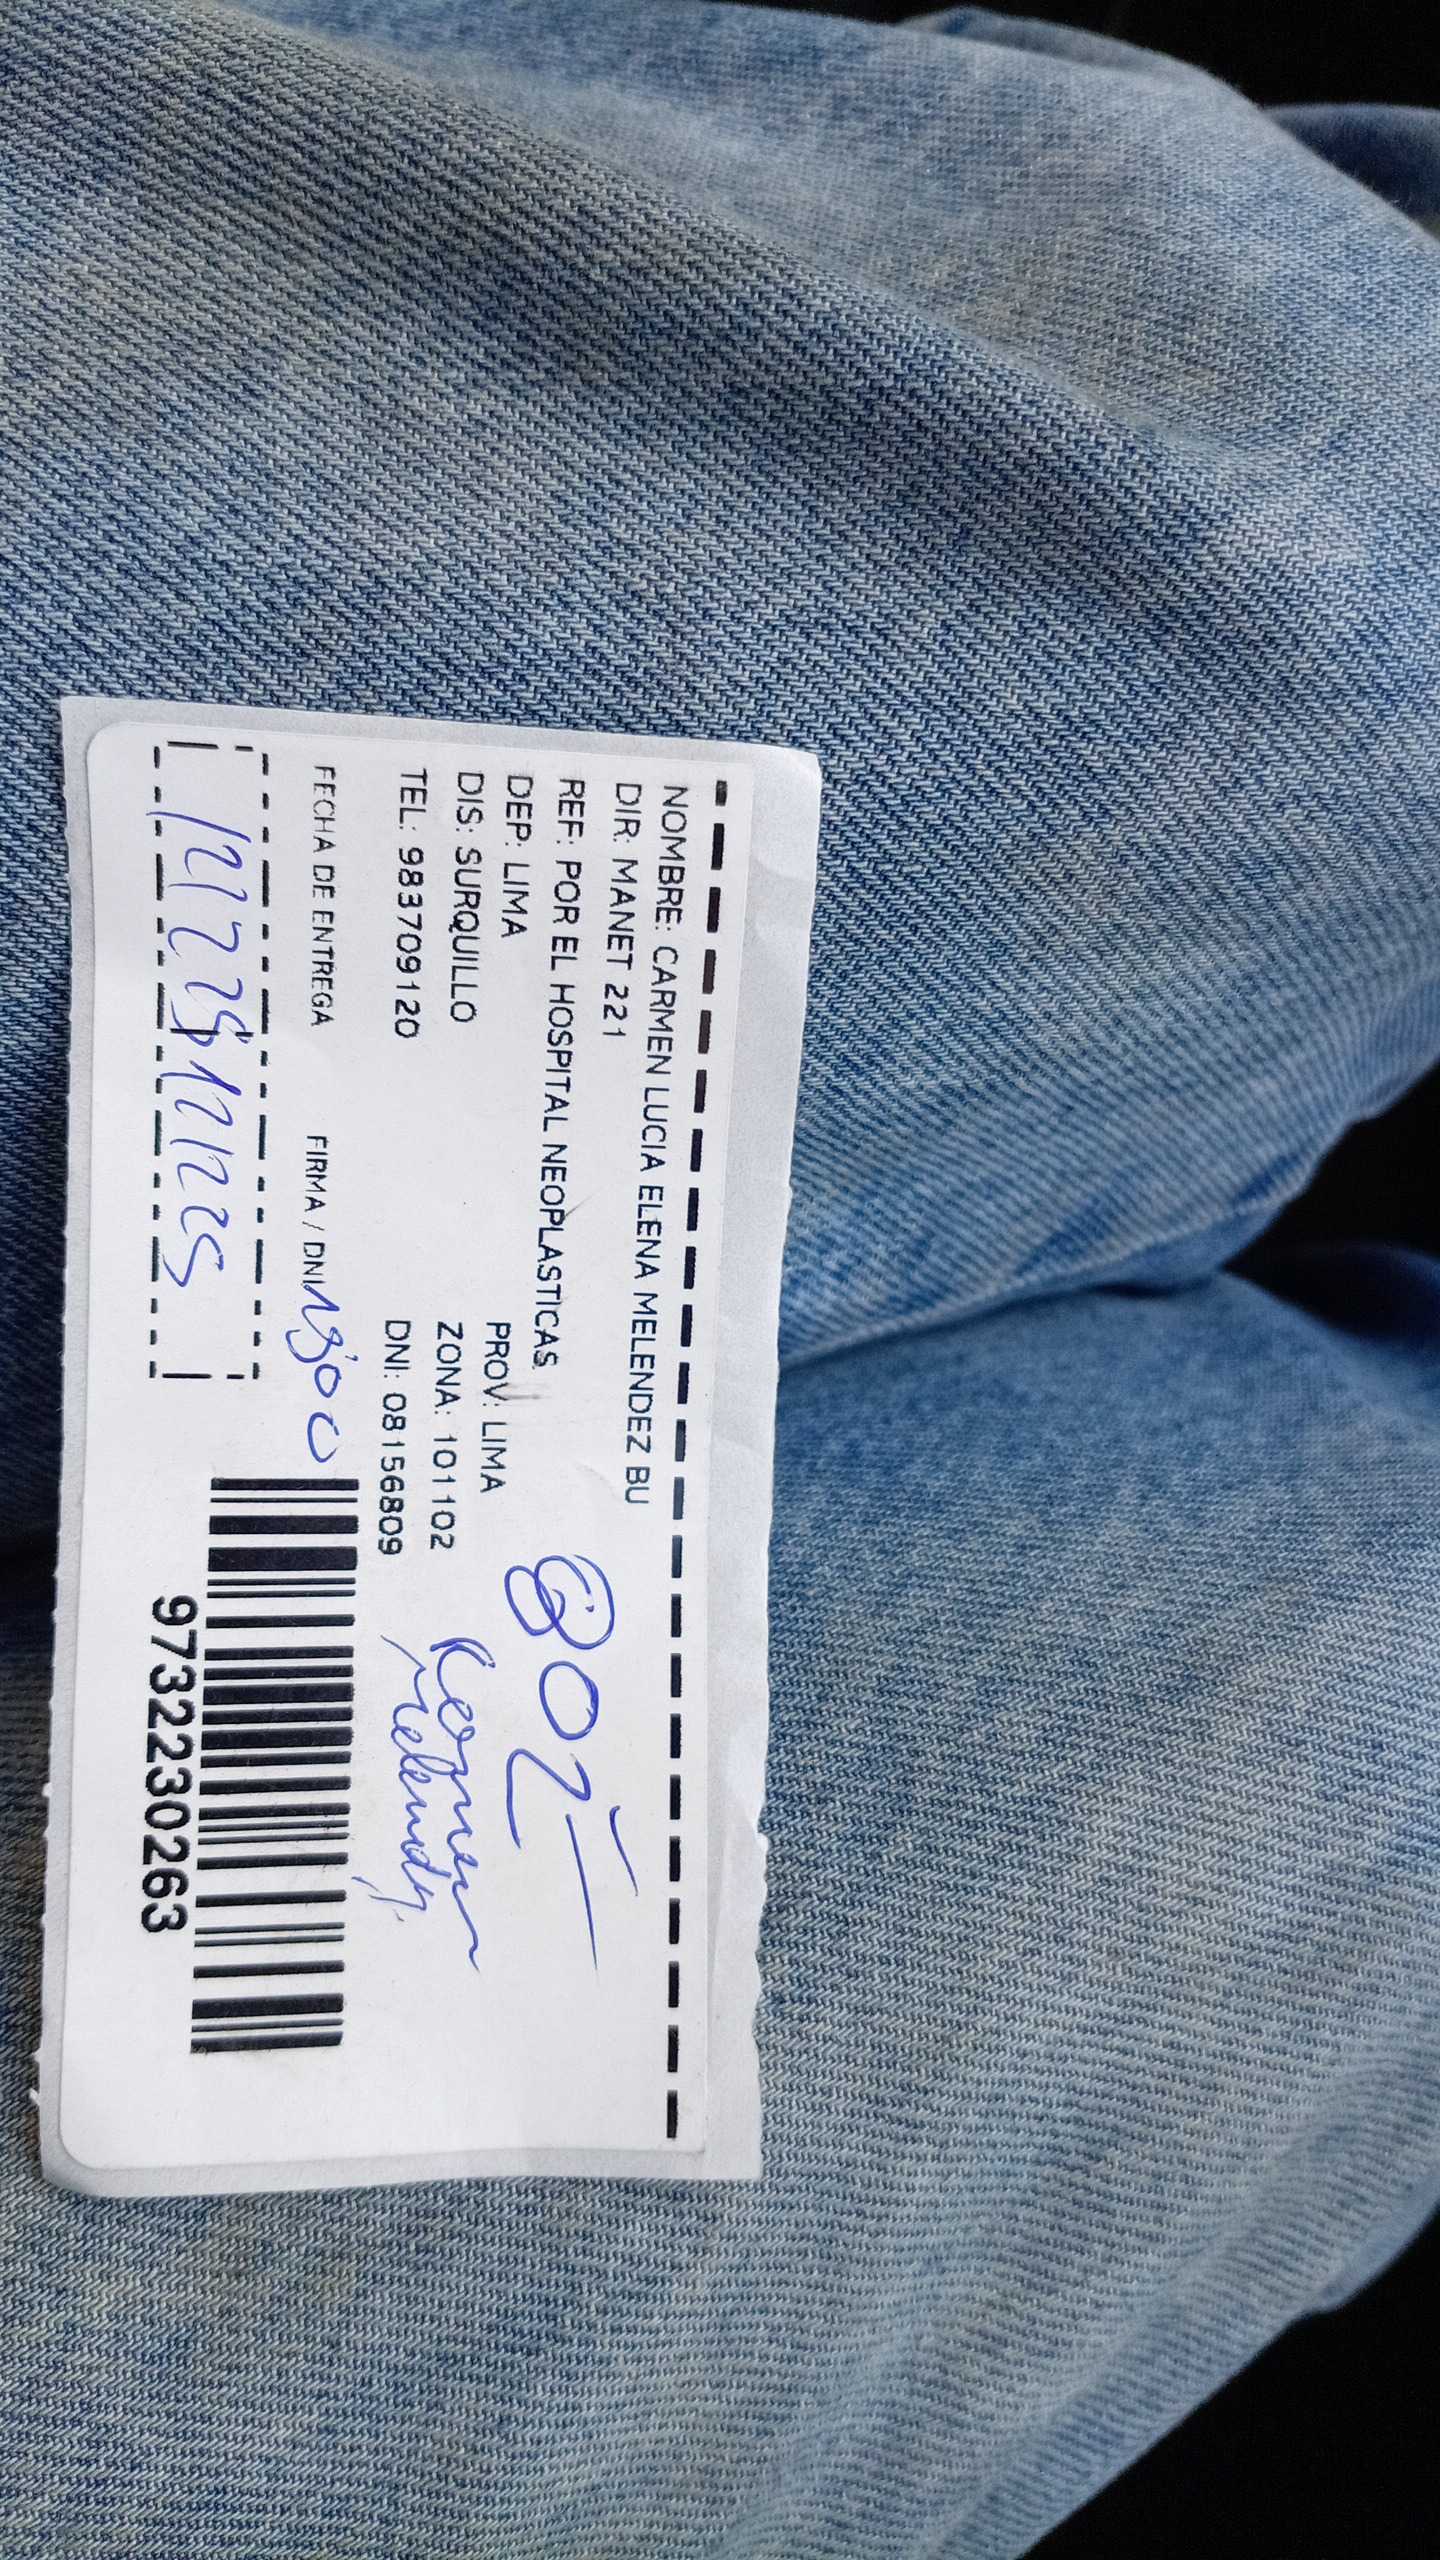 NOMBRE: CARMEN LUCIA ELENA MELENDEZ BU
DIR: MANET 221
REF: POR EL HOSPITAL NEOPLASTICAS
DEP: LIMA PROV: LIMA
DIS: SURQUILLO ZONA: 101102
TEL: 983709120 DNI: 08156809
Melendez
FECHA DE ENTREGA FIRMA / DNI
9732230263